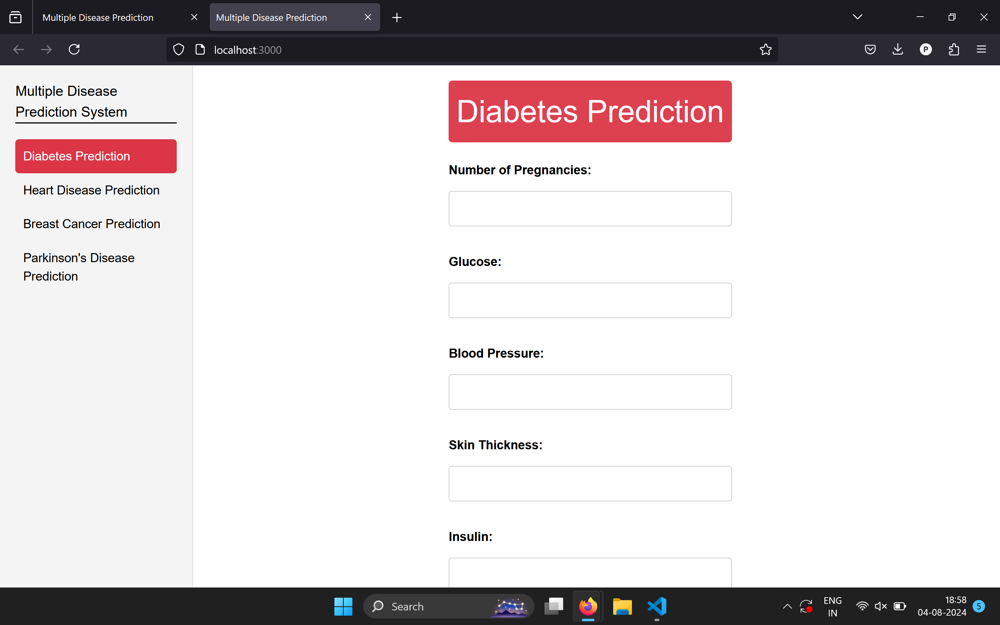 Multiple Disease Prediction
Multiple Disease Prediction
localhost:3000
P
Multiple Disease
Prediction System
Diabetes Prediction
Heart Disease Prediction
Breast Cancer Prediction
Parkinson's Disease
Prediction
Diabetes Prediction
Number of Pregnancies:
Glucose:
Blood Pressure:
Skin Thickness:
Insulin:
Search
ENG
IN
18:58
04-08-2024
5